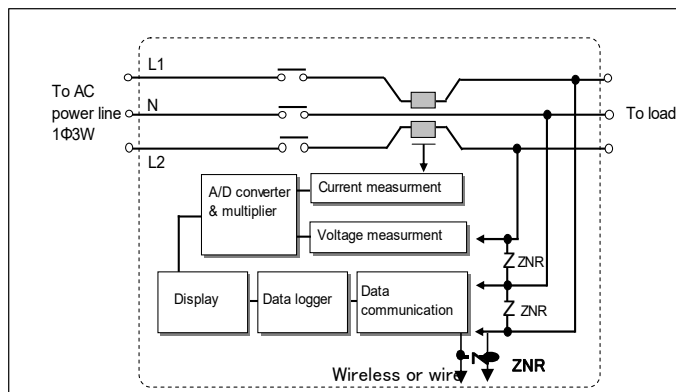 L1
To AC
power line
1Φ3W
N
To load
L2
A/D converter
& multiplier
Current measurment
Voltage measurment
ZNR
Display
Data logger
Data
communication
ZNR
Wireless or wire
ZNR